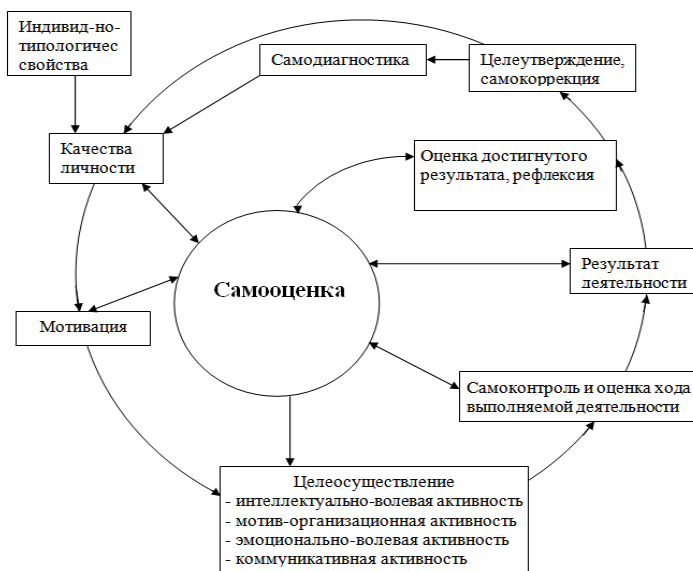 Индивид-но-
типологичес
свойства
Самодиагностика
Целеутверждение,
самокоррекция
Качества
личности
Оценка достигнутого
результата, рефлексия
Самооценка
Результат
деятельности
Мотивация
Самоконтроль и оценка хода
выполняемой деятельности
Целеосуществление
- интеллектуально-волевая активность
- мотив-организационная активность
- эмоционально-волевая активность
- коммуникативная активность